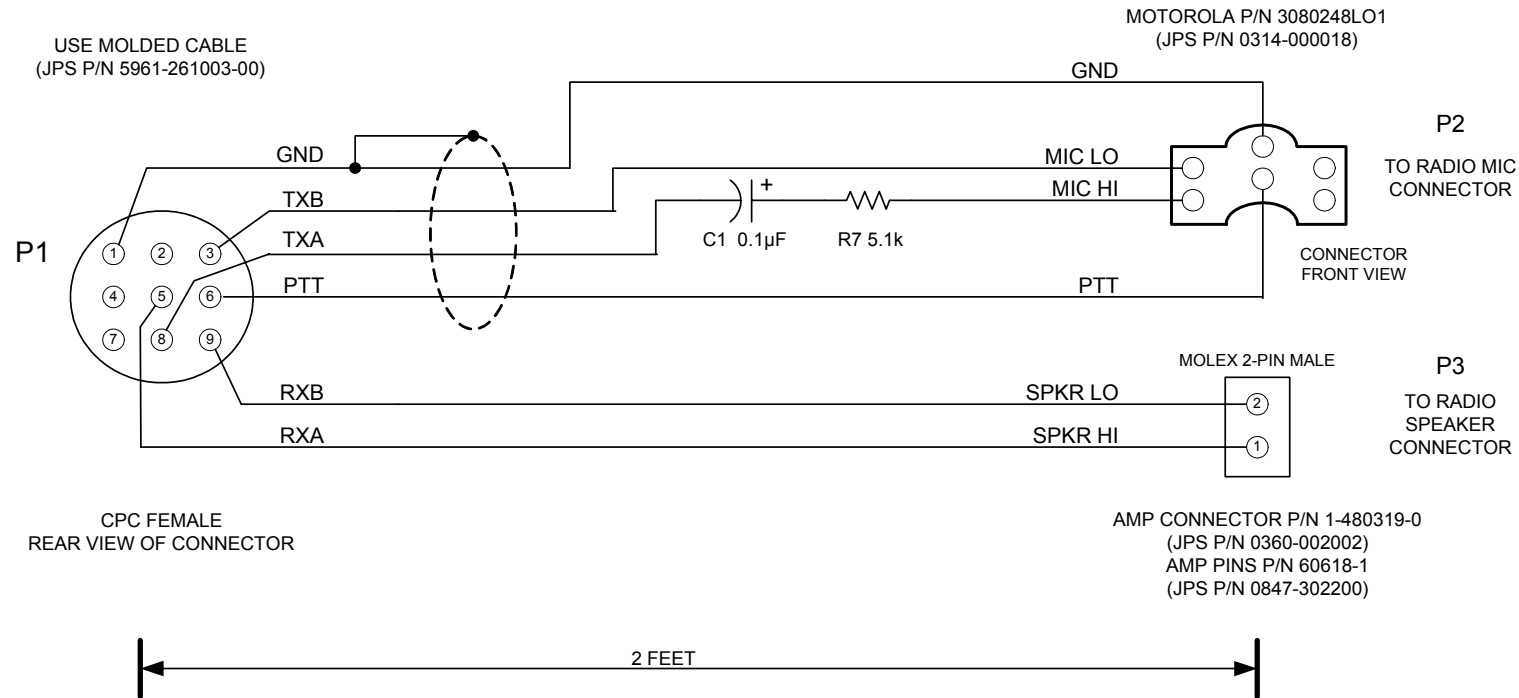 MOTOROLA P/N 3080248LO1
(JPS P/N 0314-000018)
USE MOLDED CABLE
(JPS P/N 5961-261003-00)
GND
P2
GND
MIC LO
TO RADIO MIC
CONNECTOR
TXB
MIC HI
+
C1 0.1µF
R7 5.1k
TXA
P1
1
2
3
CONNECTOR
FRONT VIEW
4
5
6
PTT
PTT
7
8
9
MOLEX 2-PIN MALE
P3
RXB
SPKR LO
2
TO RADIO
SPEAKER
CONNECTOR
RXA
SPKR HI
1
CPC FEMALE
REAR VIEW OF CONNECTOR
AMP CONNECTOR P/N 1-480319-0
(JPS P/N 0360-002002)
AMP PINS P/N 60618-1
(JPS P/N 0847-302200)
2 FEET